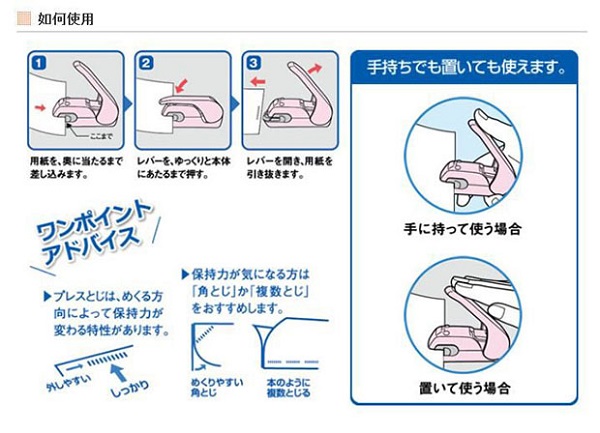 如何使用
1
2
3
ここまで
用紙を、奥に当たるまで
差し込みます。
レバーを、ゆっくりと本体
にあたるまで押す。
レバーを開き、用紙を
引き抜きます。
ワンポイント
アドバイス
▶プレスとじは、めくる方
向によって保持力が
変わる特性があります。
外しやすい
しっかり
▶保持力が気になる方は
「角とじ」か「複数とじ」
をおすすめします。
めくりやすい
角とじ
本のように
複数とじる
手持ちでも置いても使えます。
手に持って使う場合
置いて使う場合